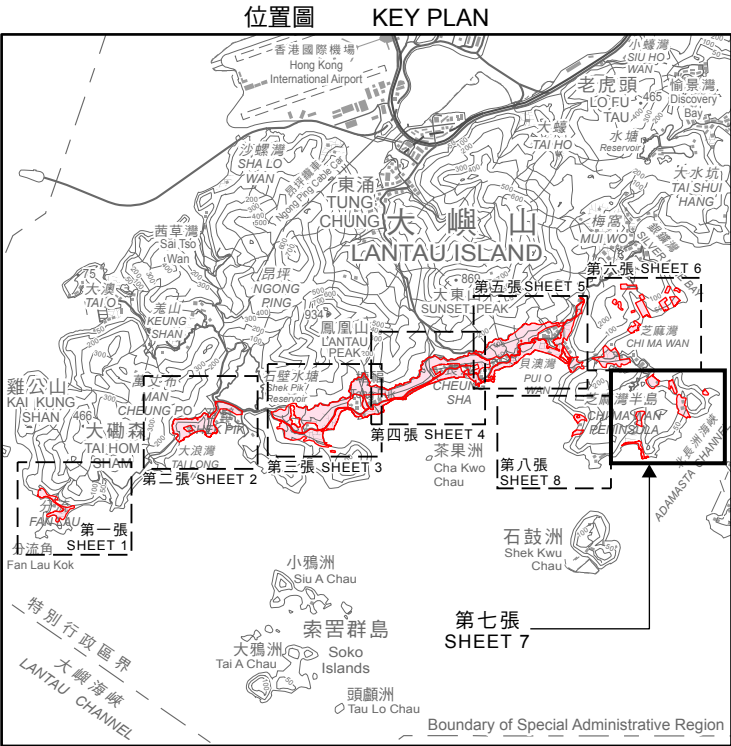 位置圖 KEY PLAN
香港國際機場
Hong Kong
International Airport
小蠔灣
SIU HO
WAN
老虎頭
LO FU
TAU
465
愉景灣
Discovery
Bay
大蠔
TAI HO
水塘
Reservoir
大水坑
TAI SHUI
HANG
沙螺灣
SHA LO
WAN
昂坪纜車
Ngong Ping Cable Car
東涌
TUNG
CHUNG
大嶼山
LANTAU ISLAND
梅窩
MUI WO
銀鑛灣
SILVER
BAY
茜草灣
Sai Tso
Wan
75
大澳
TAI O
羗山
KEUNG
SHAN
昂坪
NGONG
PING
934
鳳凰山
LANTAU
PEAK
869
大東山
SUNSET PEAK
第五張 SHEET 5
第六張 SHEET 6
芝麻灣
CHI MA WAN
雞公山
KAI KUNG
SHAN
466
萬丈布
MAN
CHEUNG PO
石壁水塘
Shek Pik
Reservoir
CHEUNG
SHA
貝澳灣
PUI O
WAN
芝麻灣半島
CHI MA WAN
PENINSULA
大磡森
TAI HOM
SHAM
大浪灣
TAI LONG
第二張 SHEET 2
第三張 SHEET 3
第四張 SHEET 4
茶果洲
Cha Kwo
Chau
第八張
SHEET 8
ADAMASTA CHANNEL
FAN LAU
第一張
SHEET 1
分流角
Fan Lau Kok
石鼓洲
Shek Kwu
Chau
小鴉洲
Siu A Chau
索罟群島
Soko
Islands
大鴉洲
Tai A Chau
頭顱洲
Tau Lo Chau
第七張
SHEET 7
特別行政區界
大嶼海峽
LANTAU CHANNEL
Boundary of Special Administrative Region